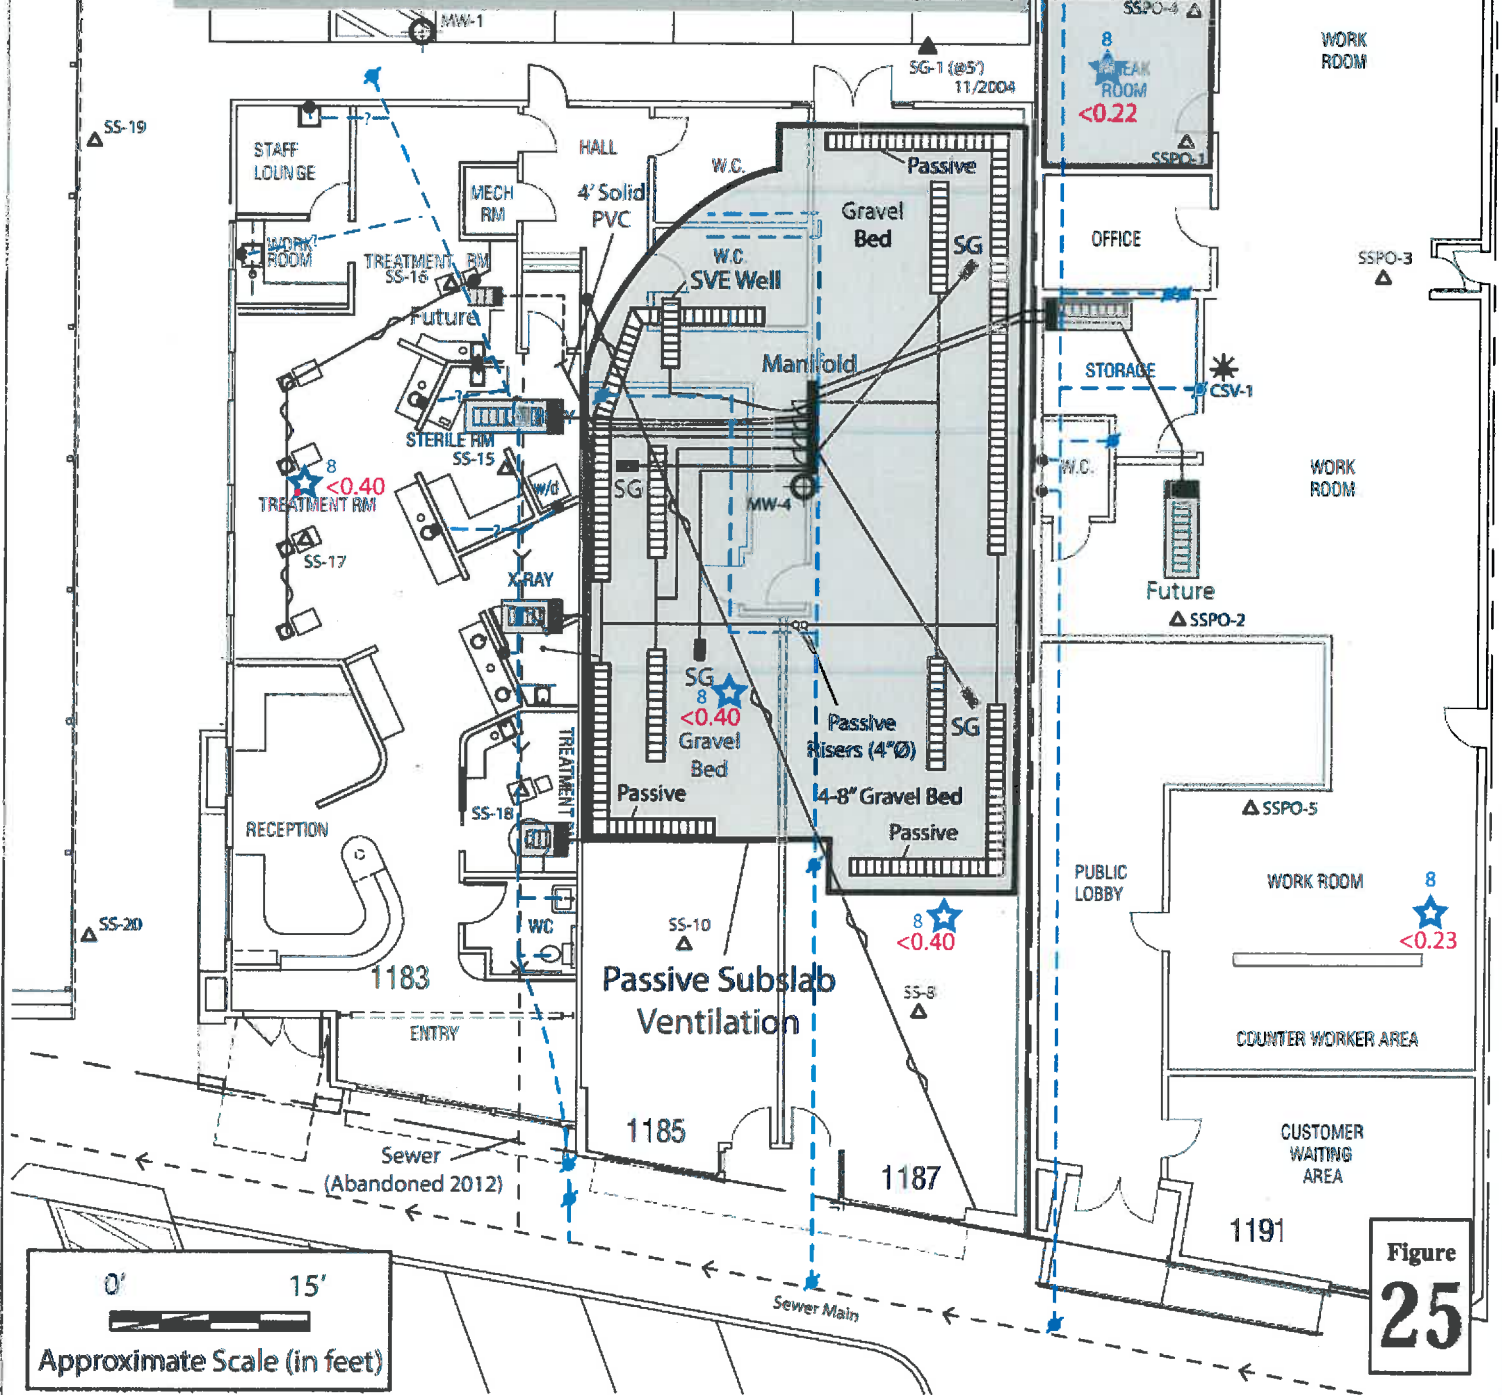 MW-1
SG-1 (@5')
11/2004
SSPO-4
8
ROOM
<0.22
SSPO-1
WORK
ROOM
SS-19
STAFF
LOUNGE
HALL
W.C.
Passive
MECH
RM
4' Solid
PVC
Gravel
Bed
SG
OFFICE
SSPO-3
WORK
ROOM
?
?
TREATMENT RM
SS-16
W.C.
SVE Well
Future
Manifold
STORAGE
CSV-1
?
STERILE RM
SS-15
8
<0.40
TREATMENT RM
w/d
?
SG
MW-4
W.C.
WORK
ROOM
SS-17
X-RAY
Future
SSPO-2
SG
8
<0.40
Gravel
Bed
Passive
Risers (4"Ø)
SG
TREATMENT
Passive
4-8" Gravel Bed
Passive
SSPO-5
SS-18
RECEPTION
PUBLIC
LOBBY
WORK ROOM
8
<0.23
SS-20
WC
SS-10
8
<0.40
1183
Passive Subslab
Ventilation
SS-8
ENTRY
COUNTER WORKER AREA
1185
1187
CUSTOMER
WAITING
AREA
1191
Sewer
(Abandoned 2012)
Sewer Main
0' 15'
Approximate Scale (in feet)
Figure
25